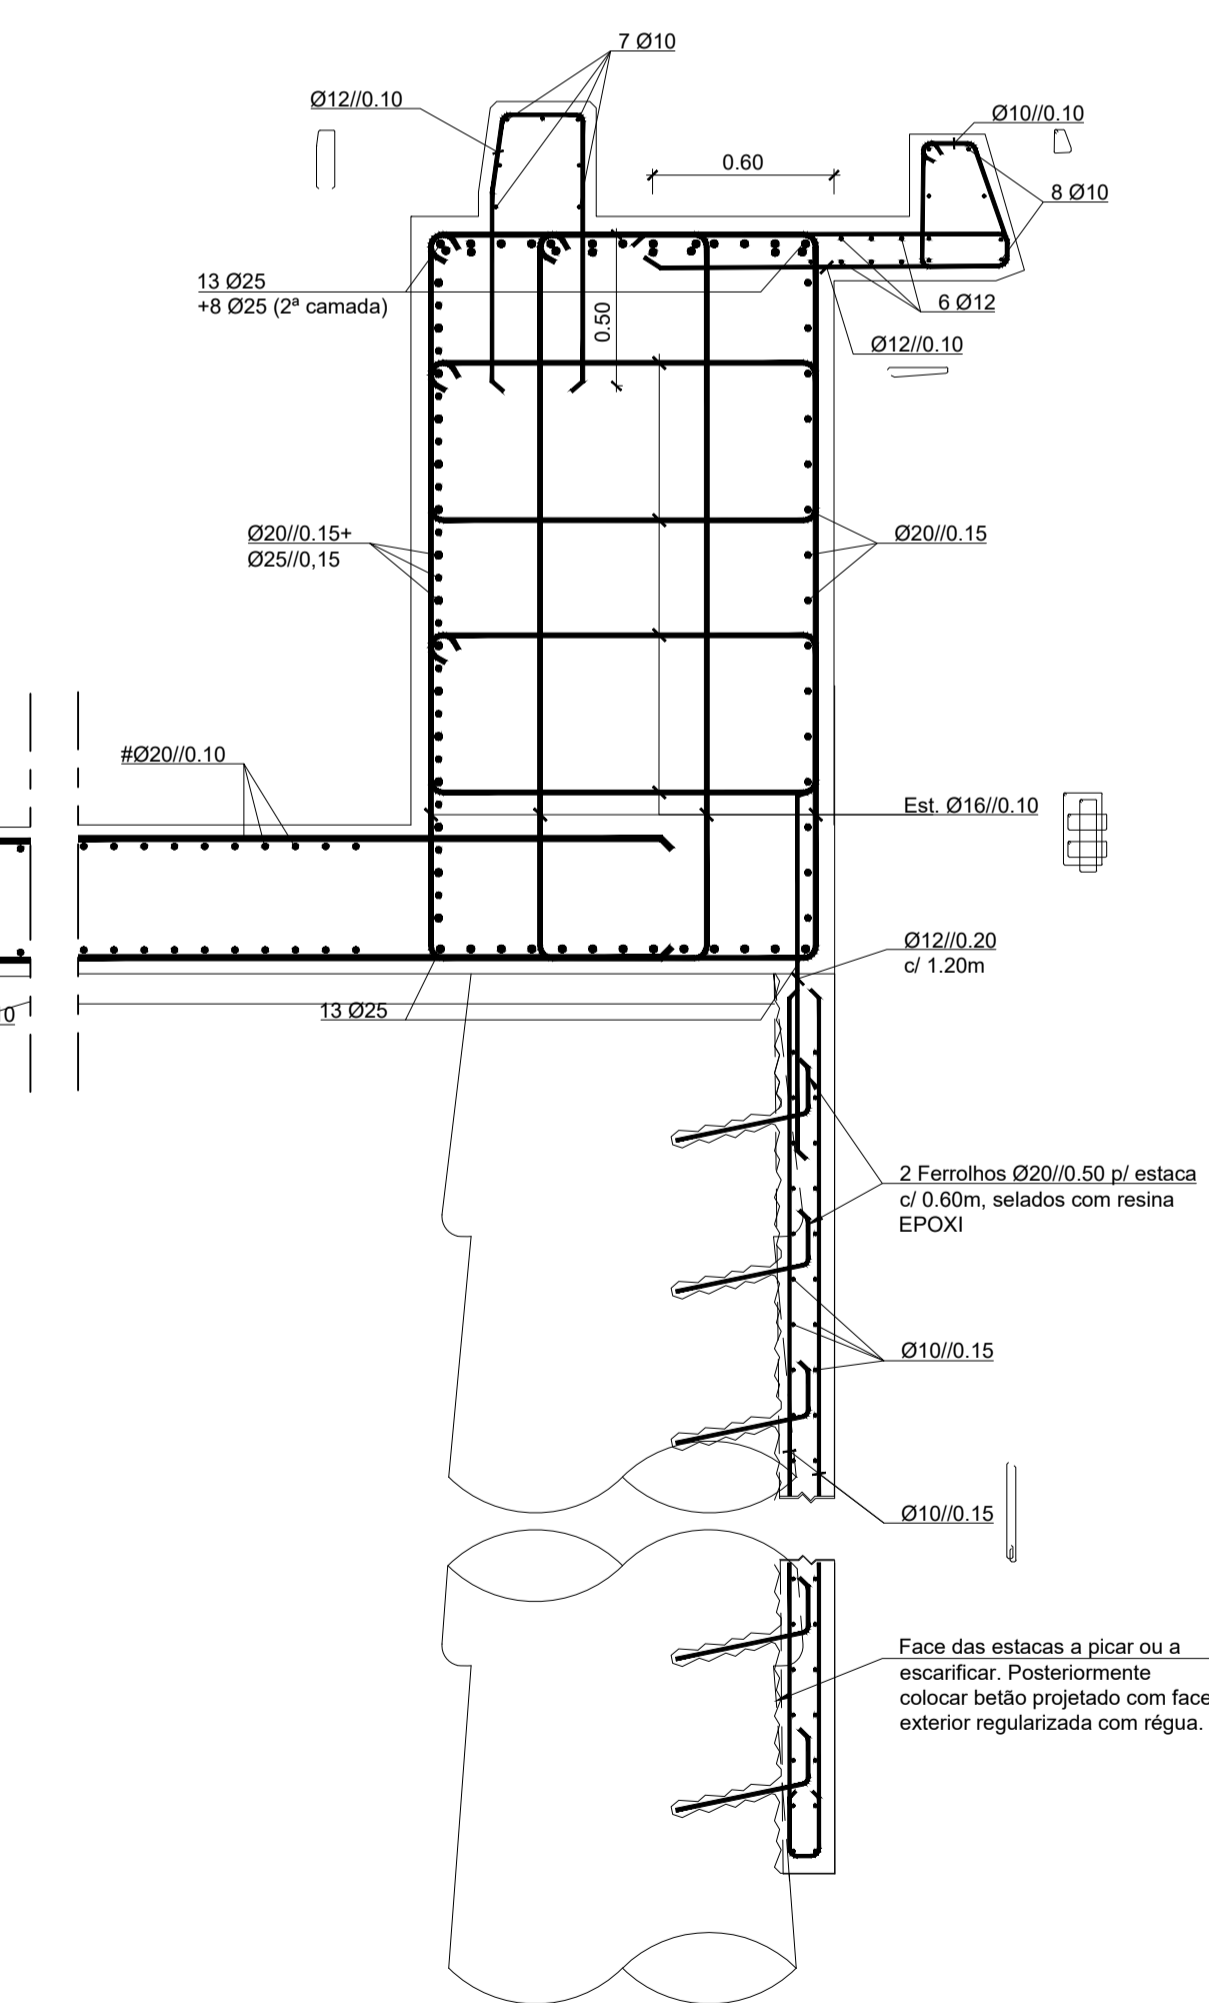 7 Ø10
Ø12//0.10
Ø10//0.10
0.60
8 Ø10
13 Ø25
+8 Ø25 (2ª camada)
6 Ø12
0.50
Ø12//0.10
Ø20//0.15+
Ø25//0,15
Ø20//0.15
#Ø20//0.10
Est. Ø16//0.10
Ø12//0.20
c/ 1.20m
13 Ø25
2 Ferrolhos Ø20//0.50 p/ estaca
c/ 0.60m, selados com resina
EPOXI
Ø10//0.15
Ø10//0.15
Face das estacas a picar ou a
escarificar. Posteriormente
colocar betão projetado com face
exterior regularizada com régua.